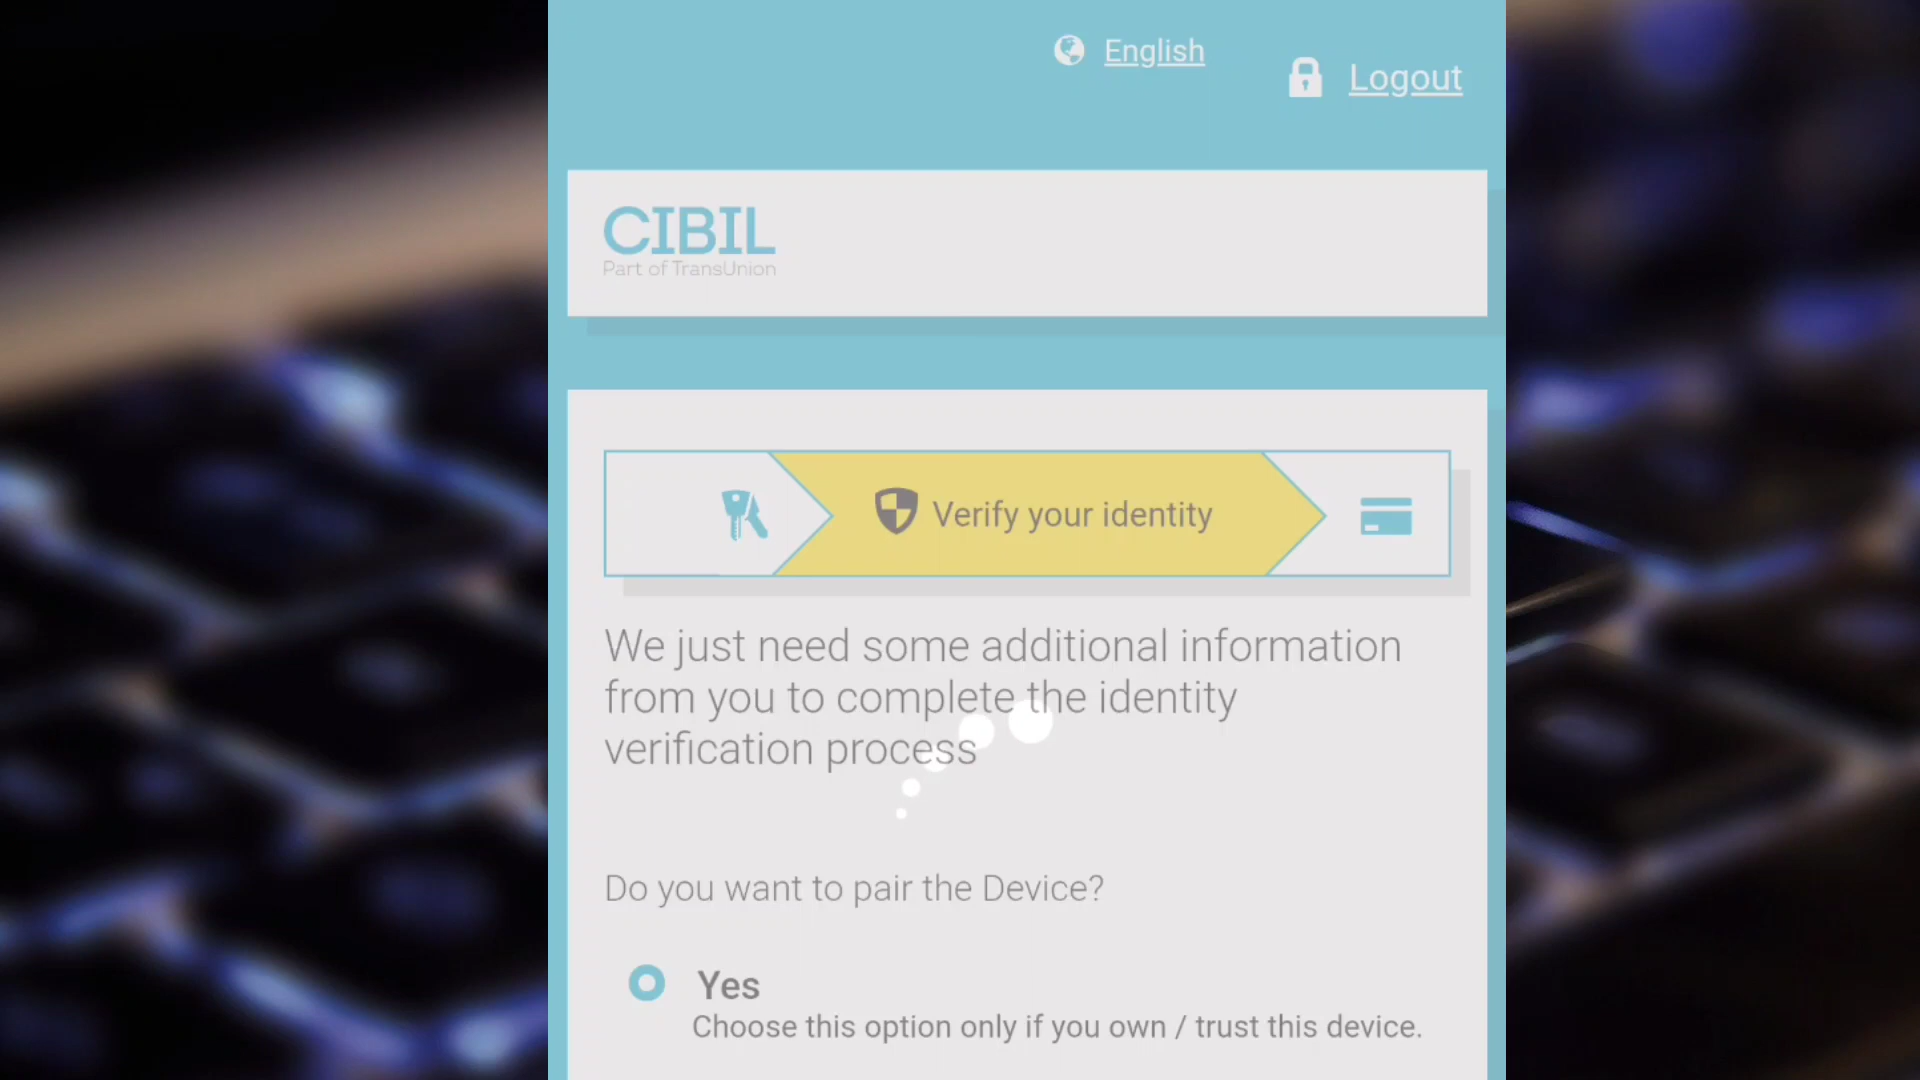 English
Logout
CIBIL
Part of TransUnion
Verify your identity
We just need some additional information
from you to complete the identity
verification process
Do you want to pair the Device?
Yes
Choose this option only if you own / trust this device.